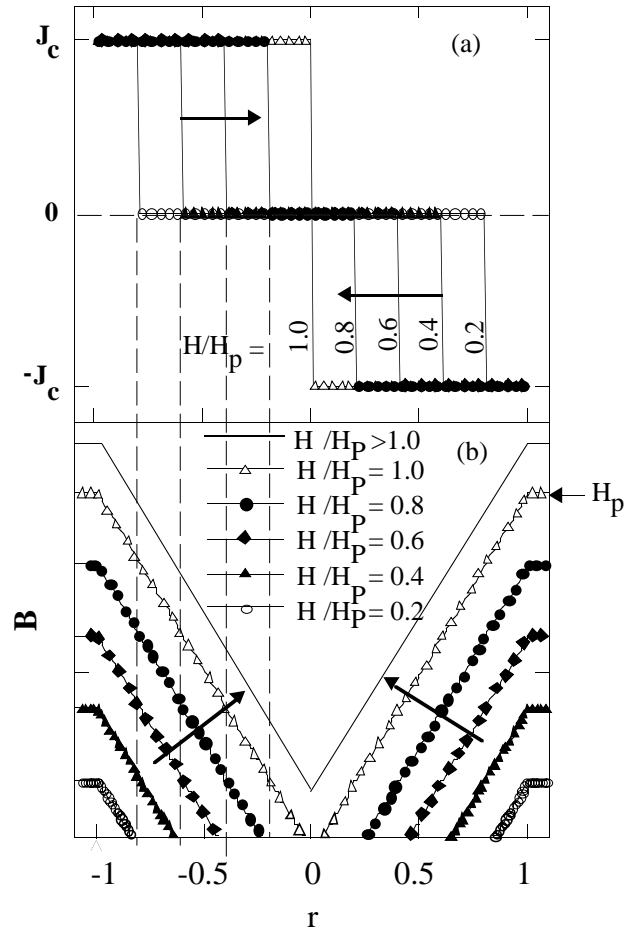 J_c
(a)
0
H/H_p = 1.0 0.8 0.6 0.4 0.2
-J_c
(b)
H /H_P >1.0
H /H_P = 1.0
H /H_P = 0.8
H /H_P = 0.6
H /H_P = 0.4
H /H_P = 0.2
H_p
B
-1 -0.5 0 0.5 1
r